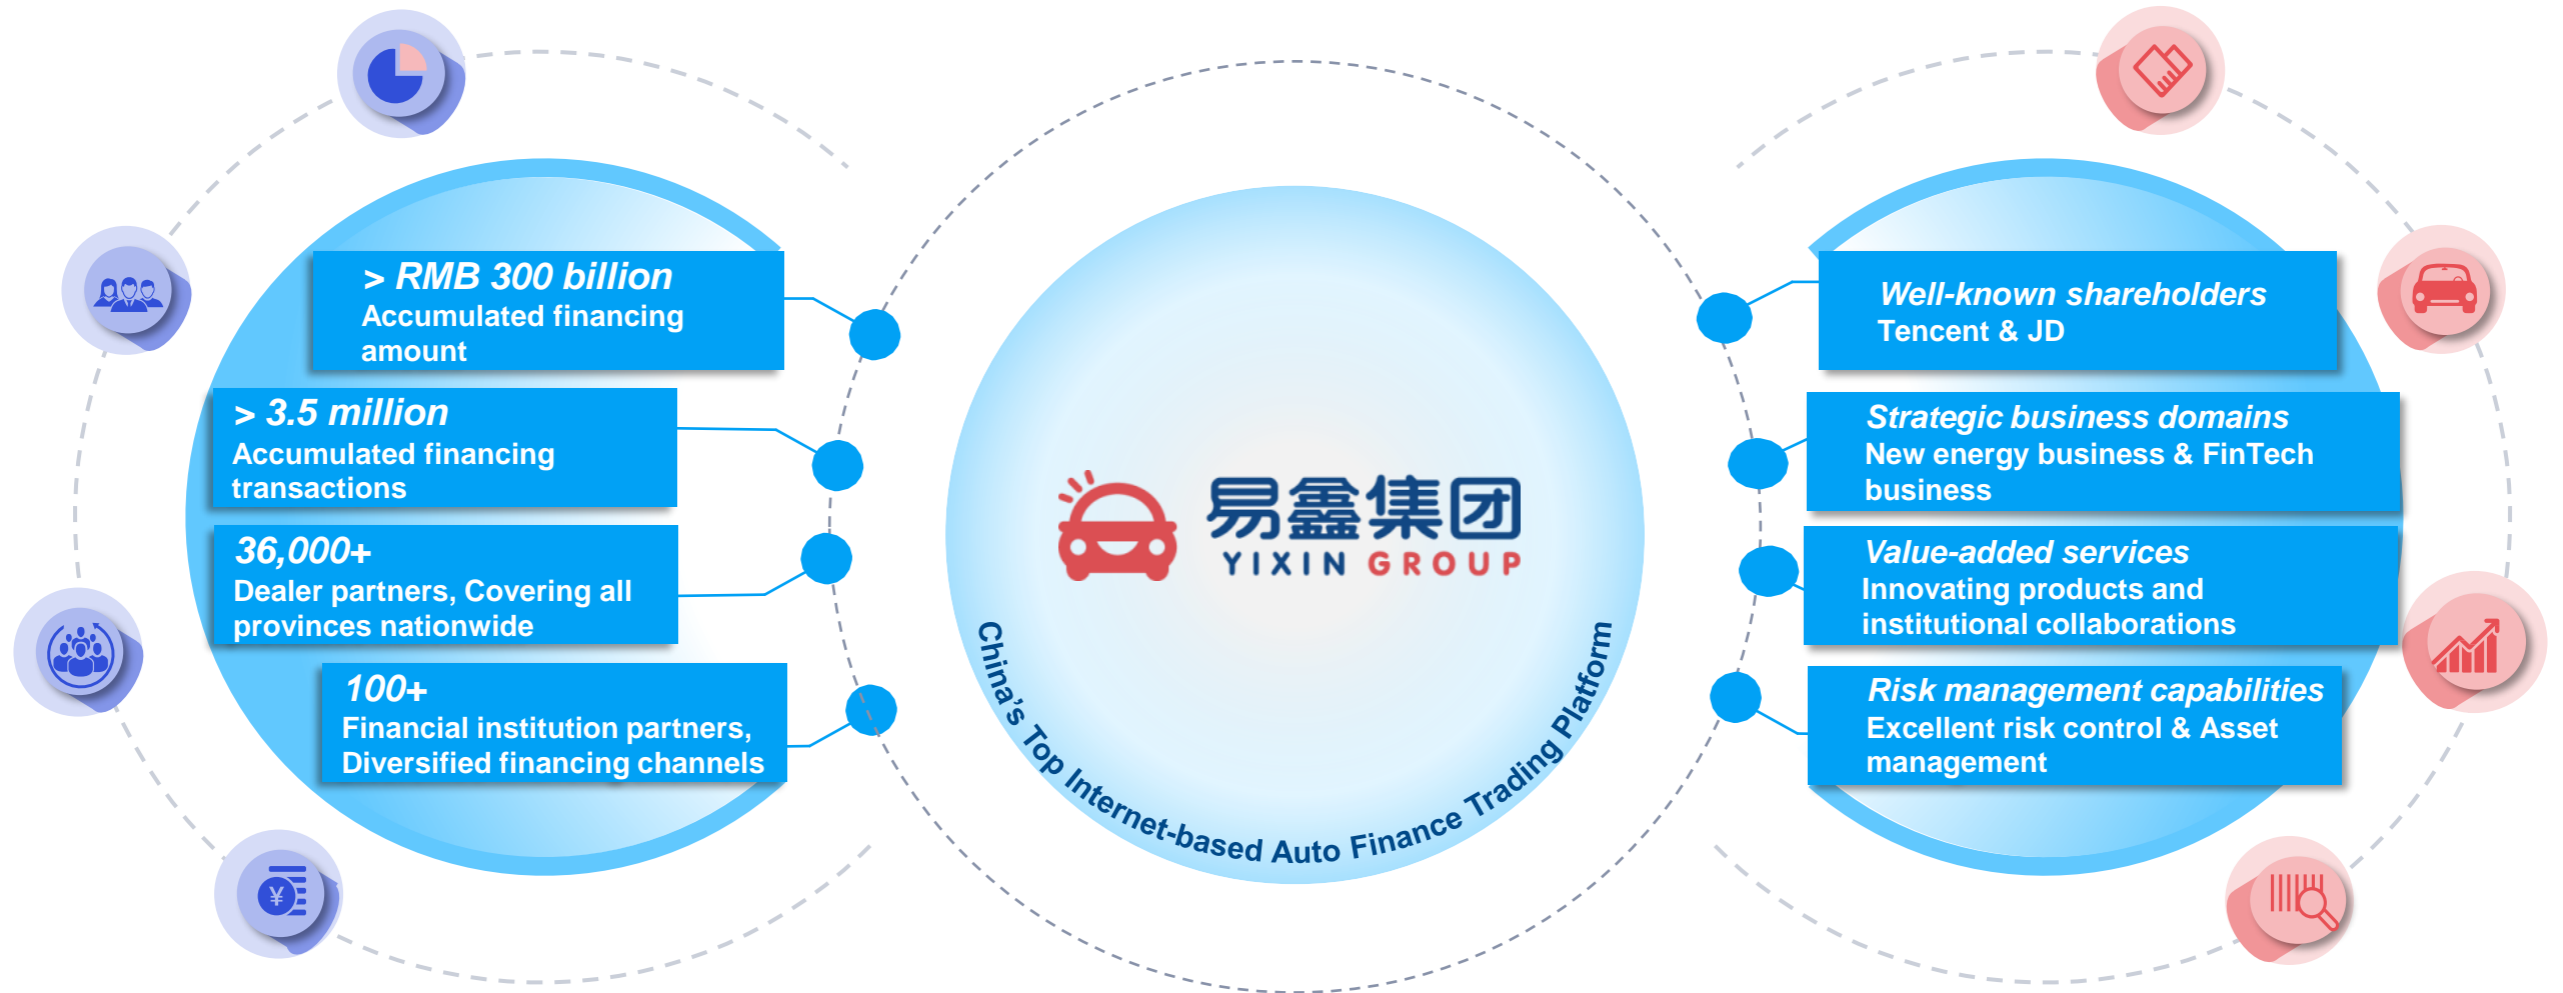 > RMB 300 billion
Accumulated financing
amount
> 3.5 million
Accumulated financing
transactions
36,000+
Dealer partners, Covering all
provinces nationwide
100+
Financial institution partners,
Diversified financing channels
易鑫集团
YIXIN GROUP
China's Top Internet-based Auto Finance Trading Platform
Well-known shareholders
Tencent & JD
Strategic business domains
New energy business & FinTech
business
Value-added services
Innovating products and
institutional collaborations
Risk management capabilities
Excellent risk control & Asset
management
¥